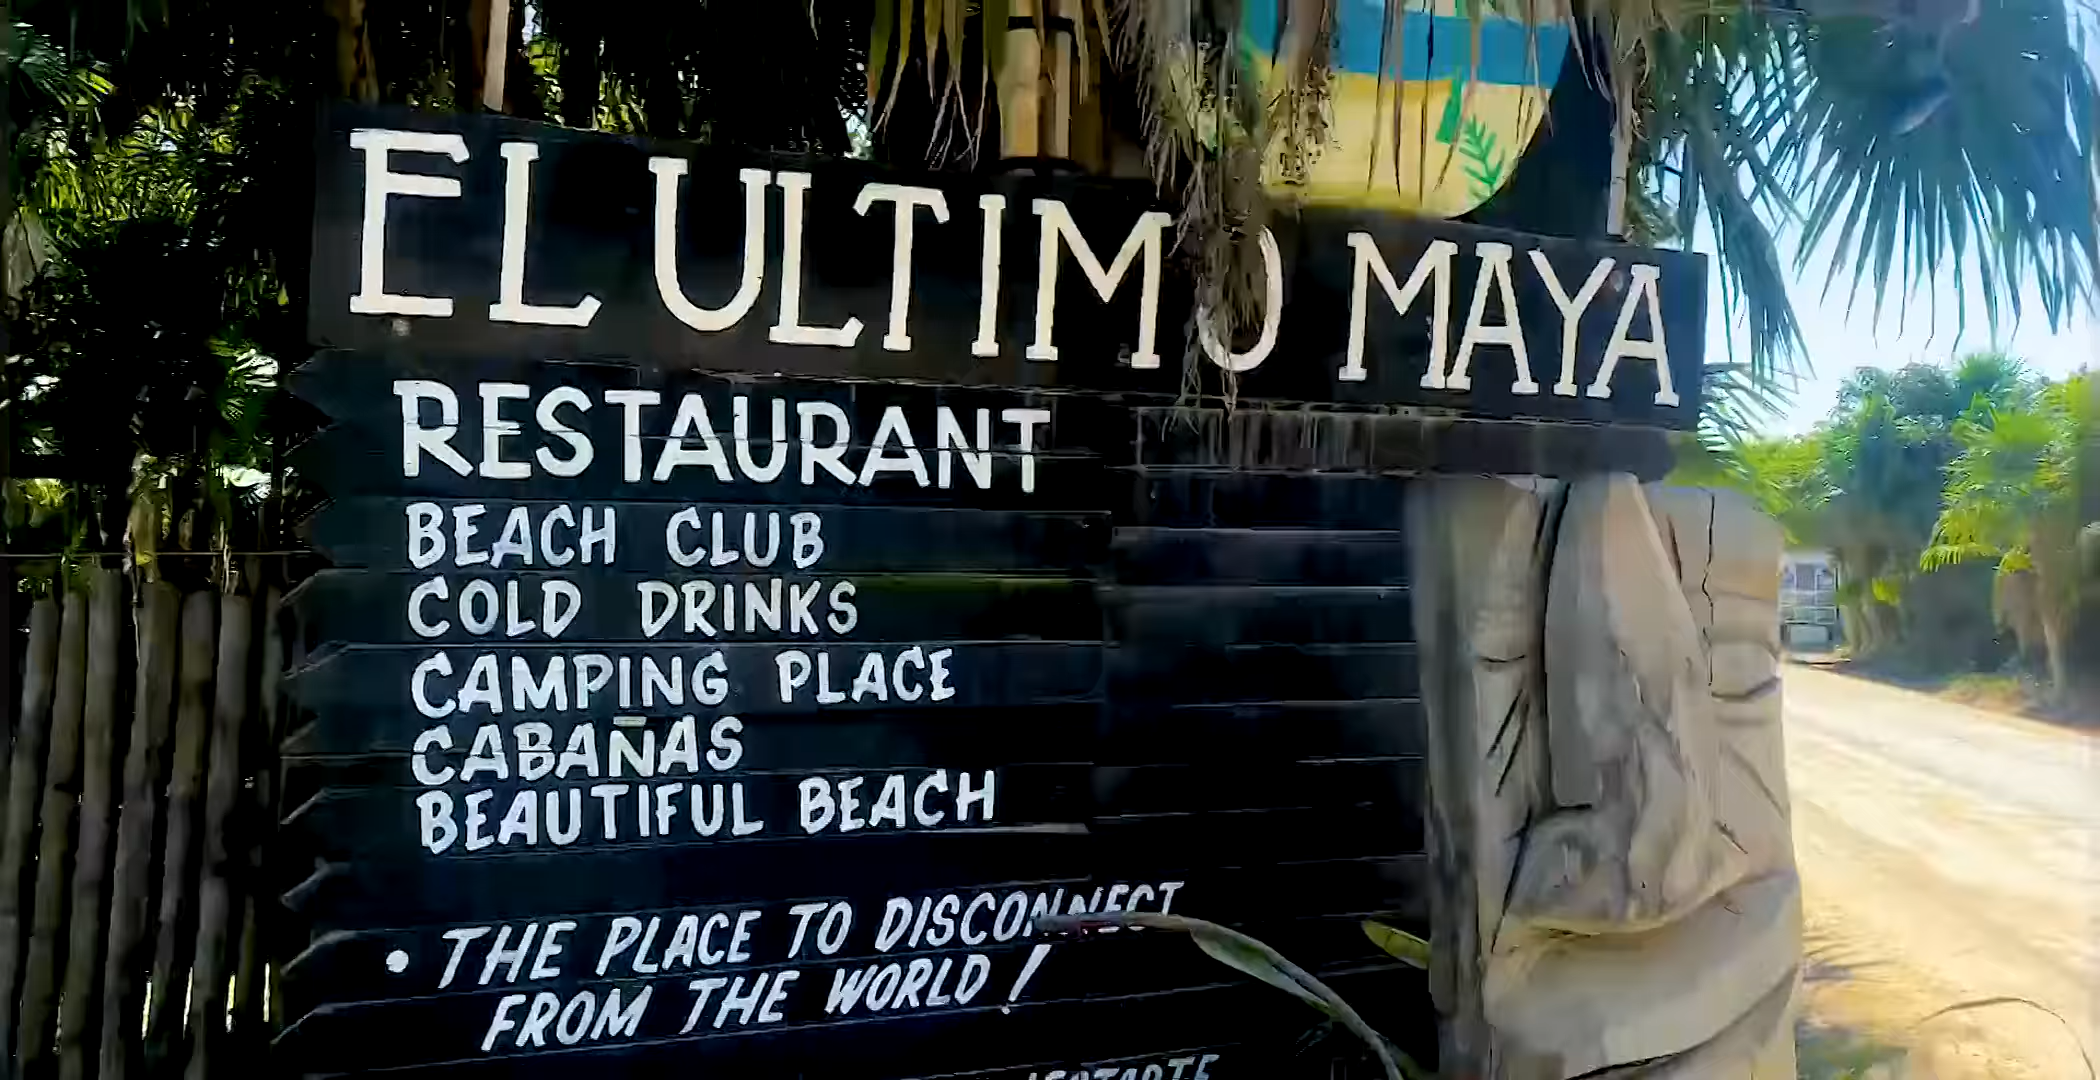 EL ULTIMO MAYA
RESTAURANT
BEACH CLUB
COLD DRINKS
CAMPING PLACE
CABAÑAS
BEAUTIFUL BEACH
• THE PLACE TO DISCONNECT
FROM THE WORLD!